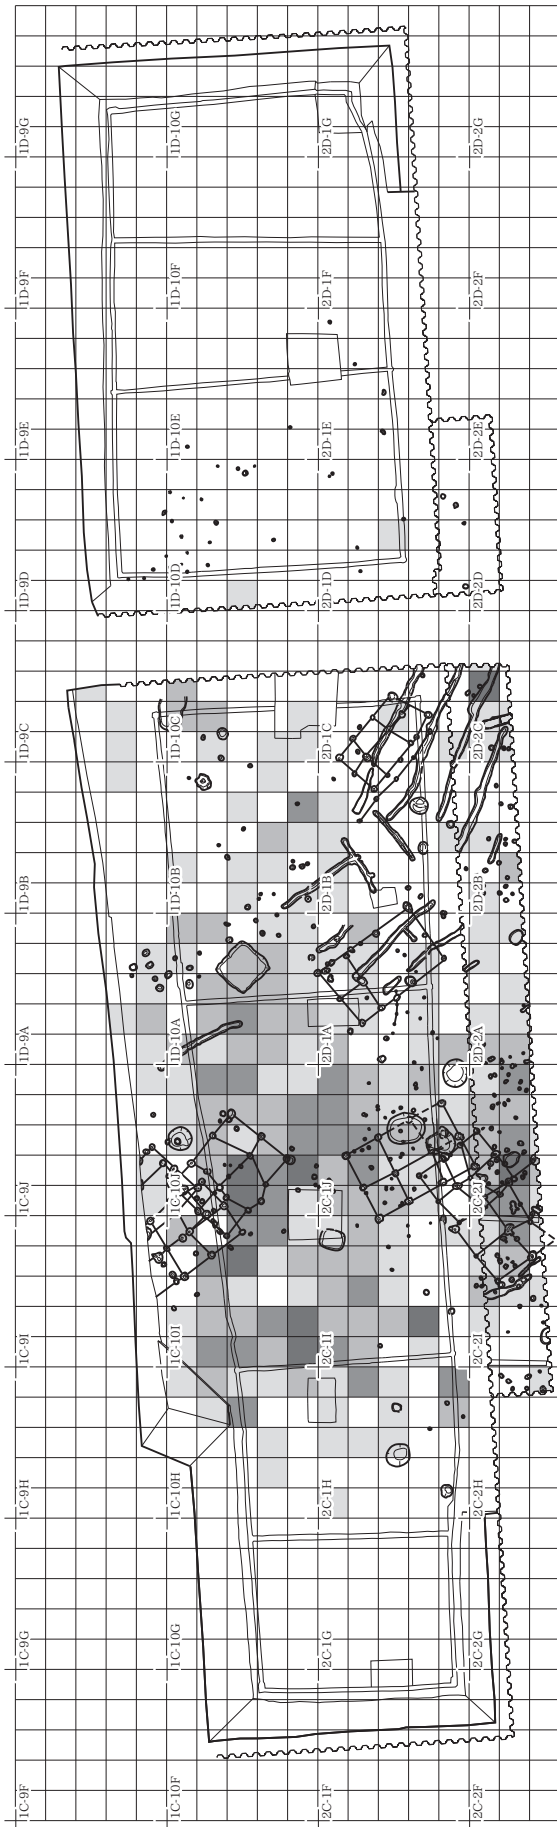 1D-9G
1D-10G
2D-1G
2D-2G
1D-9F
1D-10F
2D-1F
2D-2F
1D-9E
1D-10E
2D-1E
2D-2E
1D-9D
1D-10D
2D-1D
2D-2D
1D-9C
1D-10C
2D-1C
2D-2C
1D-9B
1D-10B
2D-1B
2D-2B
1D-9A
1D-10A
2D-1A
2D-2A
1C-9J
1C-10J
2C-1J
2C-2J
1C-9I
1C-10I
2C-1I
2C-2I
1C-9H
1C-10H
2C-1H
2C-2H
1C-9G
1C-10G
2C-1G
2C-2G
1C-9F
1C-10F
2C-1F
2C-2F